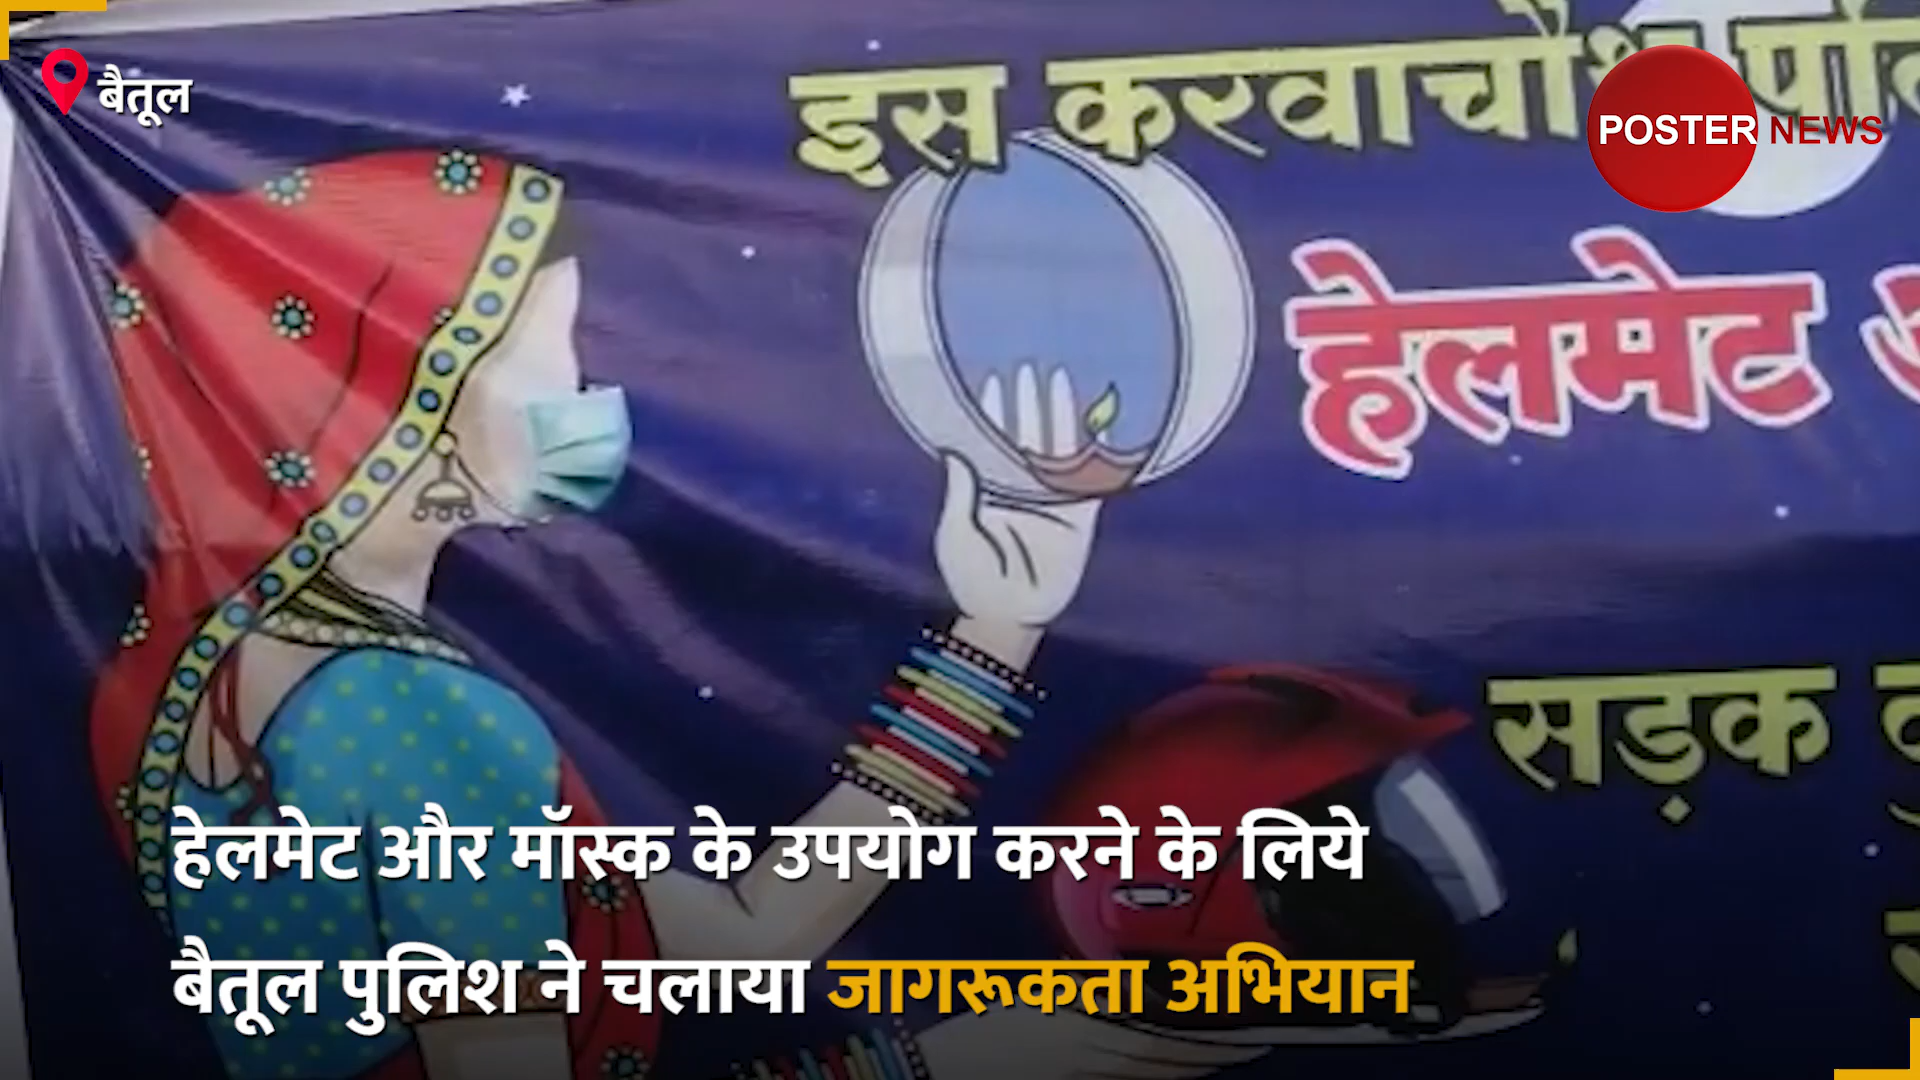 बैतूल
इस करवाचौथ
POSTER NEWS
हेलमेट
सड़क
हेलमेट और मॉस्क के उपयोग करने के लिये
बैतूल पुलिश ने चलाया जागरूकता अभियान